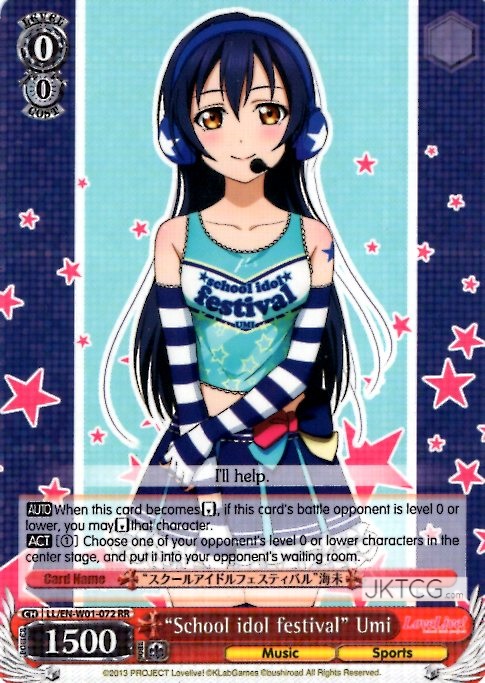 LEVEL
0
0
COST
μ's
school idol
festival
UMI
I'll help.
AUTO When this card becomes[▼], if this card's battle opponent is level 0 or
lower, you may[▼]that character.
ACT [①] Choose one of your opponent's level 0 or lower characters in the
center stage, and put it into your opponent's waiting room.
Card Name "スクールアイドルフェスティバル"海未
JKTCG.com
CH LL/EN-W01-072 RR
POWER 1500 SOUL
"School idol festival" Umi
LoveLive!
Music Sports
©2013 PROJECT Lovelive! ©KLabGames ©bushiroad All Rights Reserved.